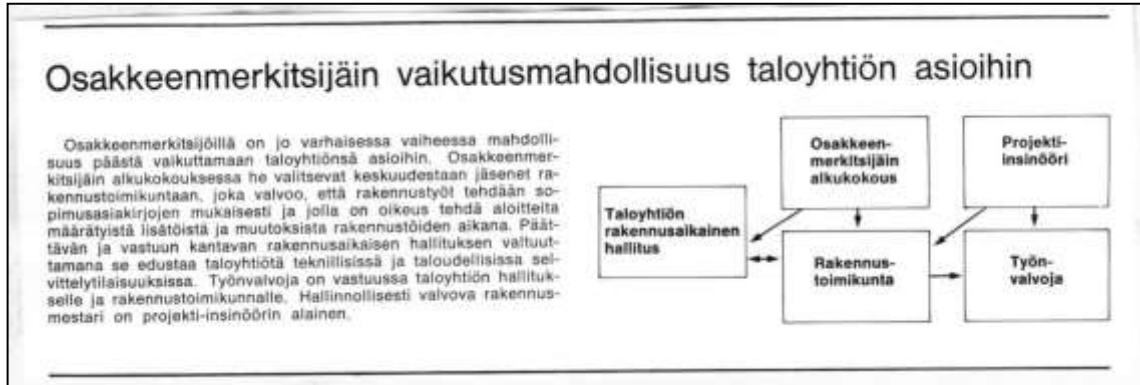 Osakkeenmerkitsijäin vaikutusmahdollisuus taloyhtiön asioihin
Osakkeenmerkitsijöillä on jo varhaisessa vaiheessa mahdolli-
suus päästä vaikuttamaan taloyhtiönsä asioihin. Osakkeenmer-
kitsijäin alkukokouksessa he valitsevat keskuudestaan jäsenet ra-
kennustoimikuntaan, joka valvoo, että rakennustyöt tehdään so-
pimusasiakirjojen mukaisesti ja jolla on oikeus tehdä aloitteita
määrätyistä lisätöistä ja muutoksista rakennustöiden aikana. Päät-
tävän ja vastuun kantavan rakennusaikaisen hallituksen valtuut-
tamana se edustaa taloyhtiötä teknillisissä ja taloudellisissa sel-
vittelytilaisuuksissa. Työnvalvoja on vastuussa taloyhtiön hallituk-
selle ja rakennustoimikunnalle. Hallinnollisesti valvova rakennus-
mestari on projekti-insinöörin alainen.
Osakkeen-
merkitsijäin
alkukokous
Projekti-
insinööri
Taloyhtiön
rakennusaikainen
hallitus
Rakennus-
toimikunta
Työn-
valvoja